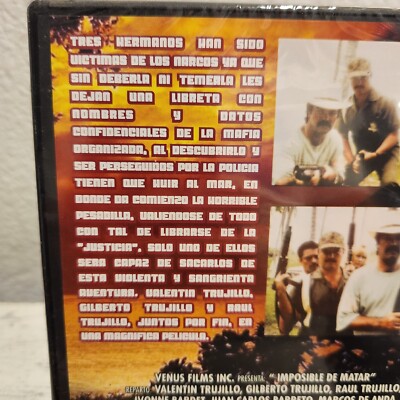 TRES HERMANOS HAN SIDO
VICTIMAS DE LOS NARCOS YA QUE
SIN DEBERLA NI TEMERLA LES
DEJAN UNA LIBRETA CON
NOMBRES Y DATOS
CONFIDENCIALES DE LA MAFIA
ORGANIZADA, AL DESCUBRIRLO Y
SER PERSEGUIDOS POR LA POLICIA
TIENEN QUE HUIR AL MAR, EN
DONDE DA COMIENZO LA HORRIBLE
PESADILLA, VALIENDOSE DE TODO
CON TAL DE LIBRARSE DE LA
"JUSTICIA", SOLO UNO DE ELLOS
SERA CAPAZ DE SACARLOS DE
ESTA VIOLENTA Y SANGRIENTA
AVENTURA. VALENTIN TRUJILLO,
GILBERTO TRUJILLO Y RAUL
TRUJILLO, JUNTOS POR FIN, EN
UNA MAGNIFICA PELICULA.
VENUS FILMS INC. PRESENTA: " IMPOSIBLE DE MATAR"
REPARTO VALENTIN TRUJILLO, GILBERTO TRUJILLO, RAUL TRUJILLO,
IVONNE BARDET, JUAN CARLOS BARRETO, MARCOS DE ANDA